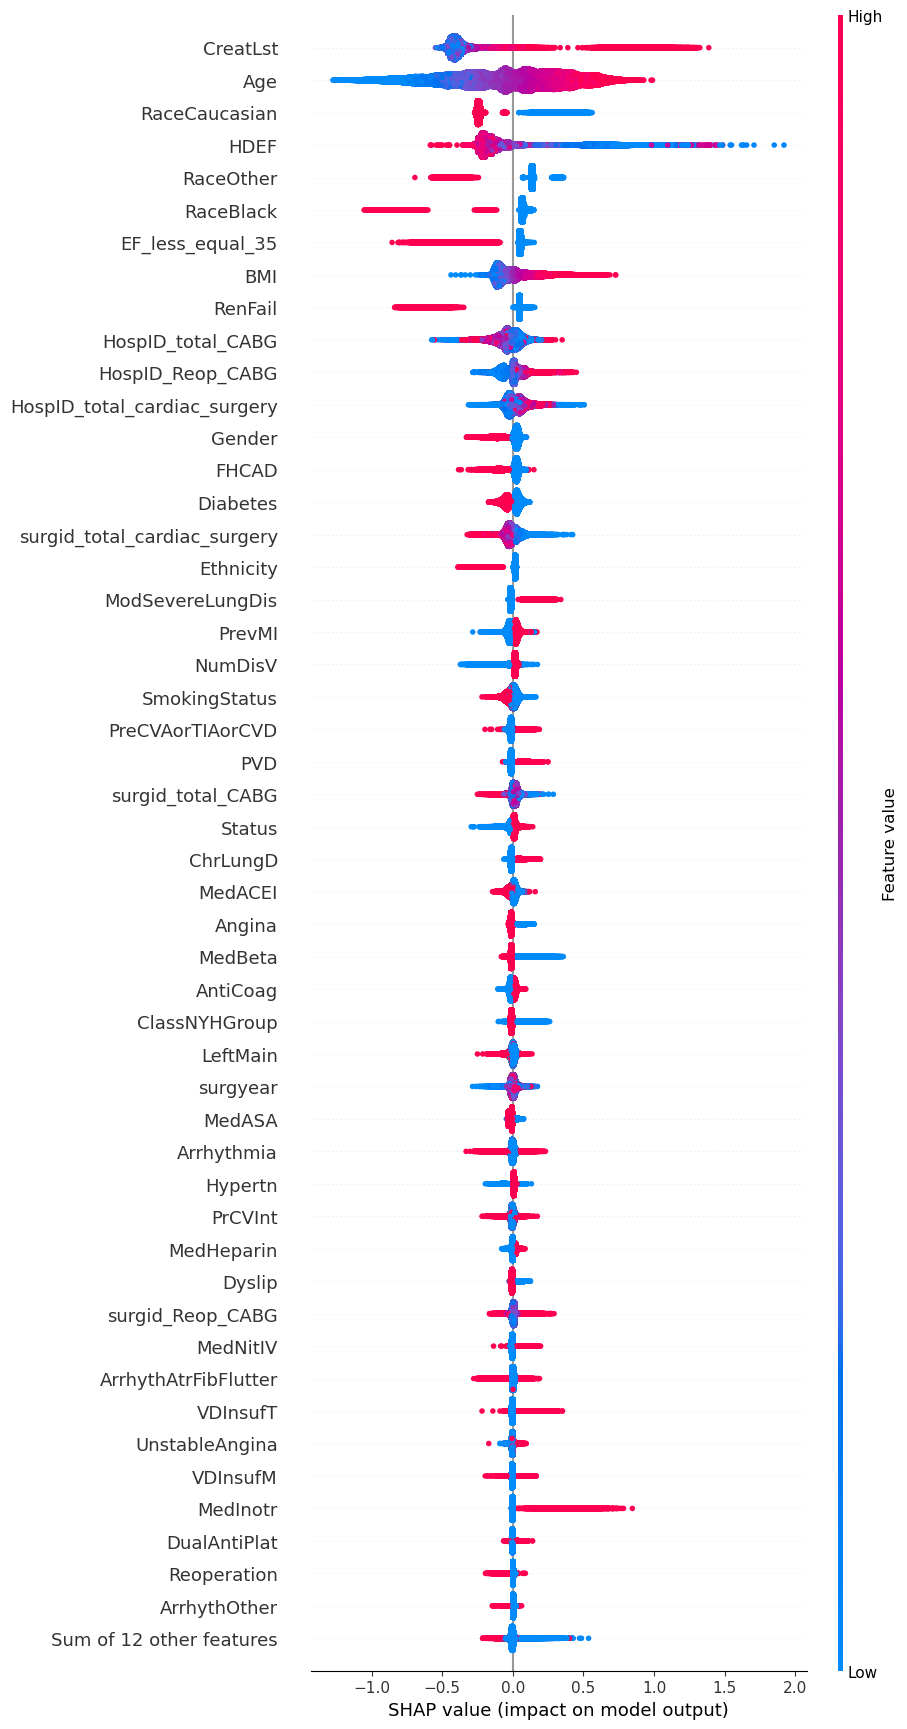 High
CreatLst
Age
RaceCaucasian
HDEF
RaceOther
RaceBlack
EF_less_equal_35
BMI
RenFail
HospID_total_CABG
HospID_Reop_CABG
HospID_total_cardiac_surgery
Gender
FHCAD
Diabetes
surgid_total_cardiac_surgery
Ethnicity
ModSevereLungDis
PrevMI
NumDisV
SmokingStatus
PreCVAorTIAorCVD
PVD
surgid_total_CABG
Status
ChrLungD
MedACEI
Angina
MedBeta
AntiCoag
ClassNYHGroup
LeftMain
surgyear
MedASA
Arrhythmia
Hypertn
PrCVInt
MedHeparin
Dyslip
surgid_Reop_CABG
MedNitIV
ArrhythAtrFibFlutter
VDInsufT
UnstableAngina
VDInsufM
MedInotr
DualAntiPlat
Reoperation
ArrhythOther
Sum of 12 other features
Feature value
Low
−1.0 −0.5 0.0 0.5 1.0 1.5 2.0
SHAP value (impact on model output)